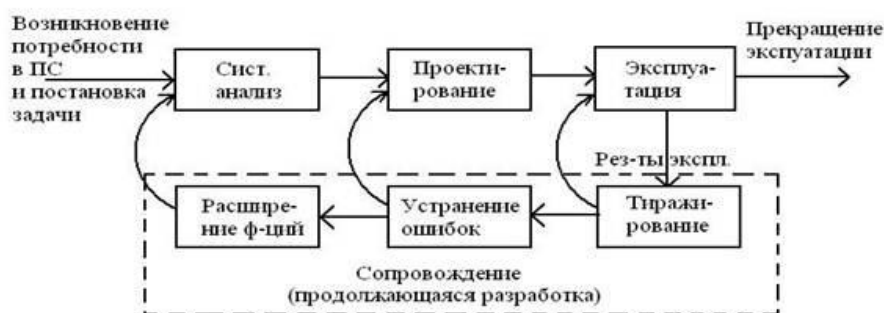 Возникновение
потребности
в ПС
и постановка
задачи
Сист.
анализ
Проекти-
рование
Эксплуа-
тация
Прекращение
экспуатации
Рез-ты экспл.
Расшире-
ние ф-ций
Устранение
ошибок
Тиражи-
рование
Сопровождение
(продолжающаяся разработка)